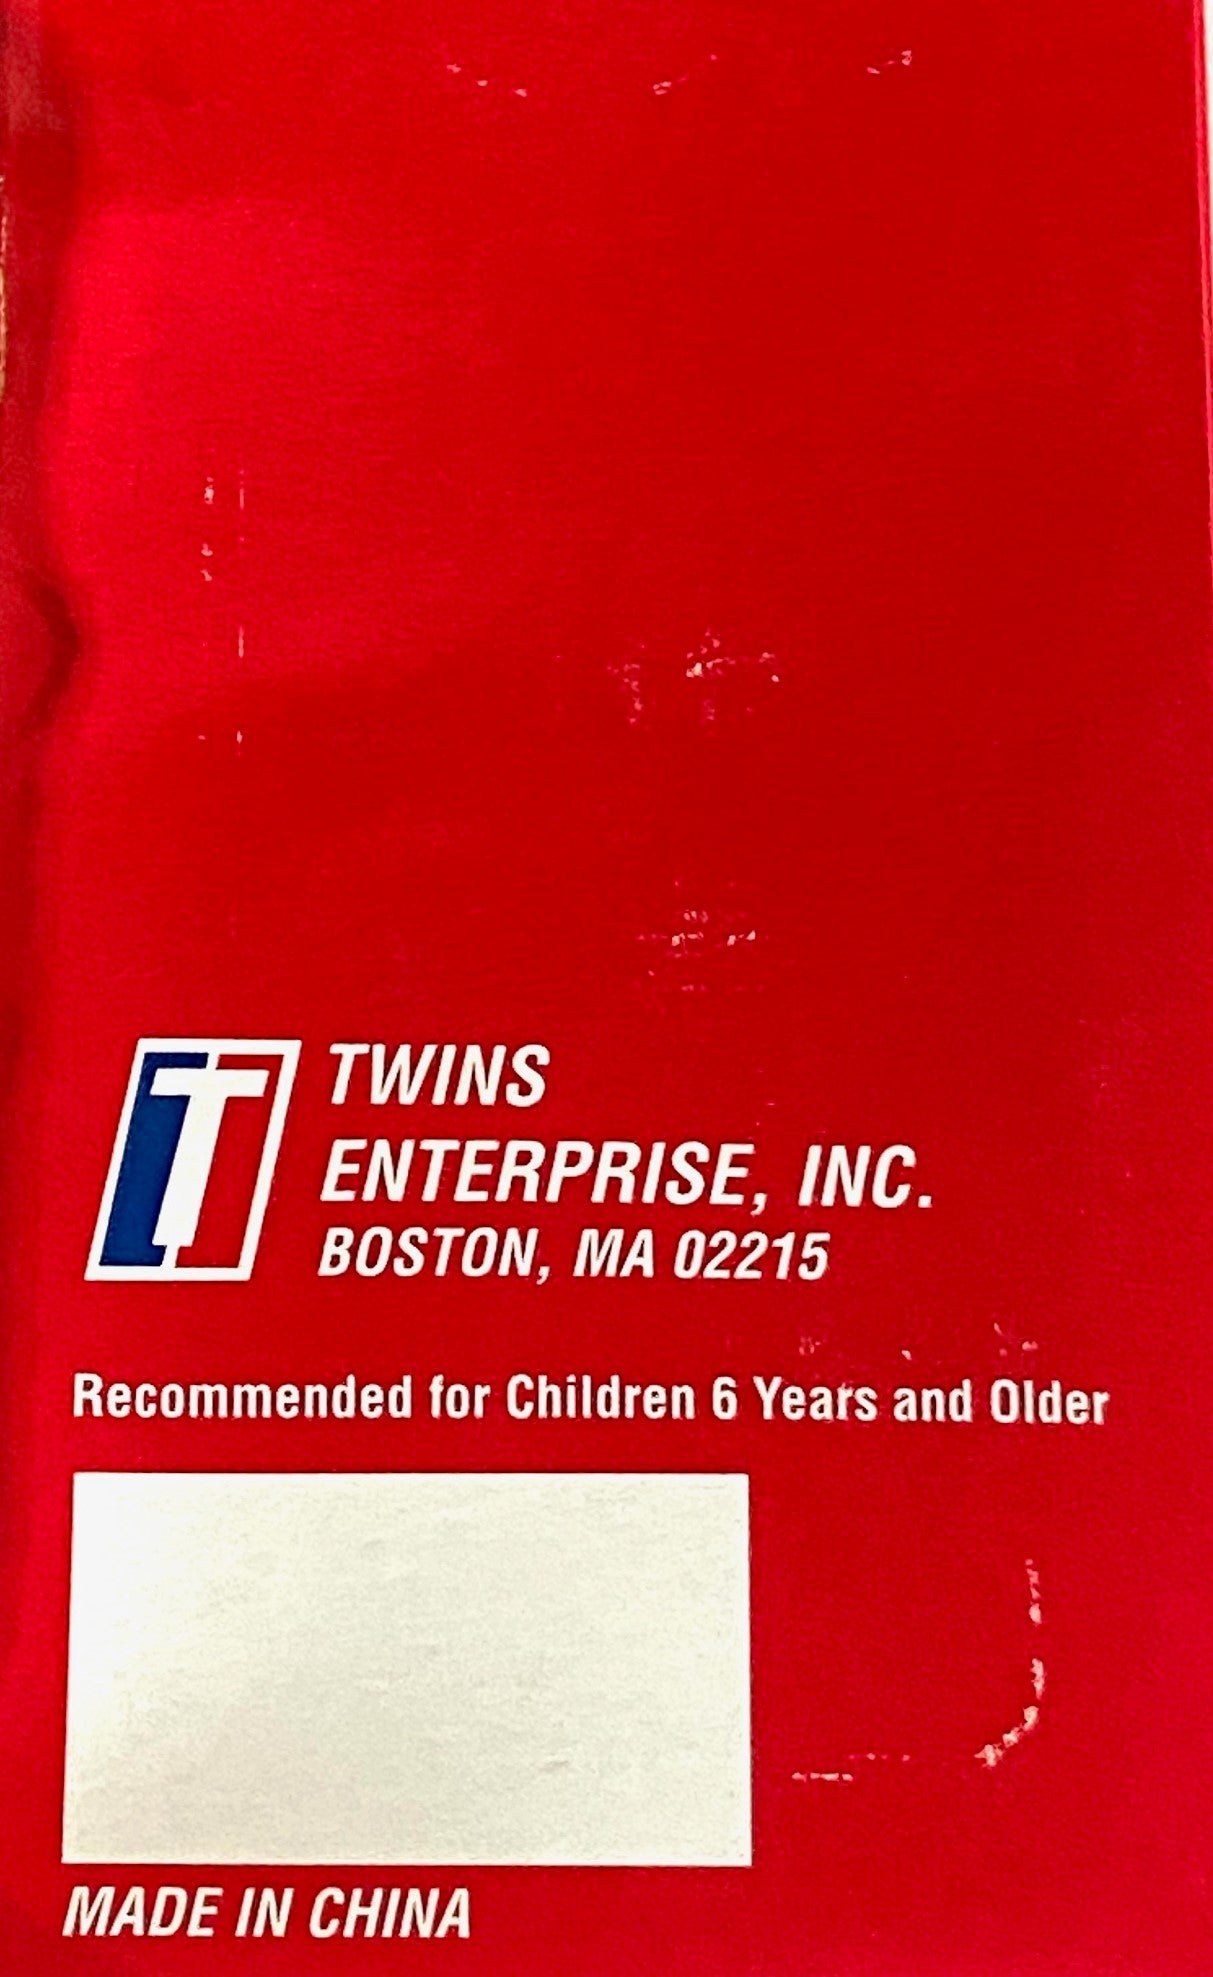 T
TWINS
ENTERPRISE, INC.
BOSTON, MA 02215
Recommended for Children 6 Years and Older
MADE IN CHINA